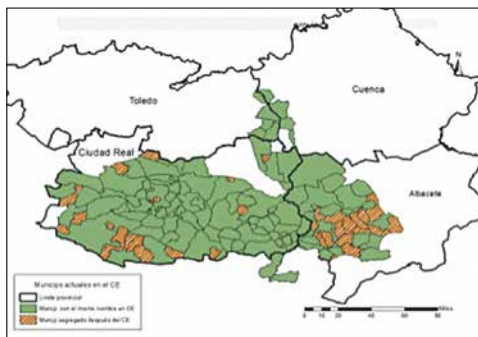 N
Cuenca
Toledo
Ciudad Real
Albacete
Municipios actuales en el CE
Límite provincial
Municip. con el mismo nombre en CE
Municip segregado después del CE
Miles